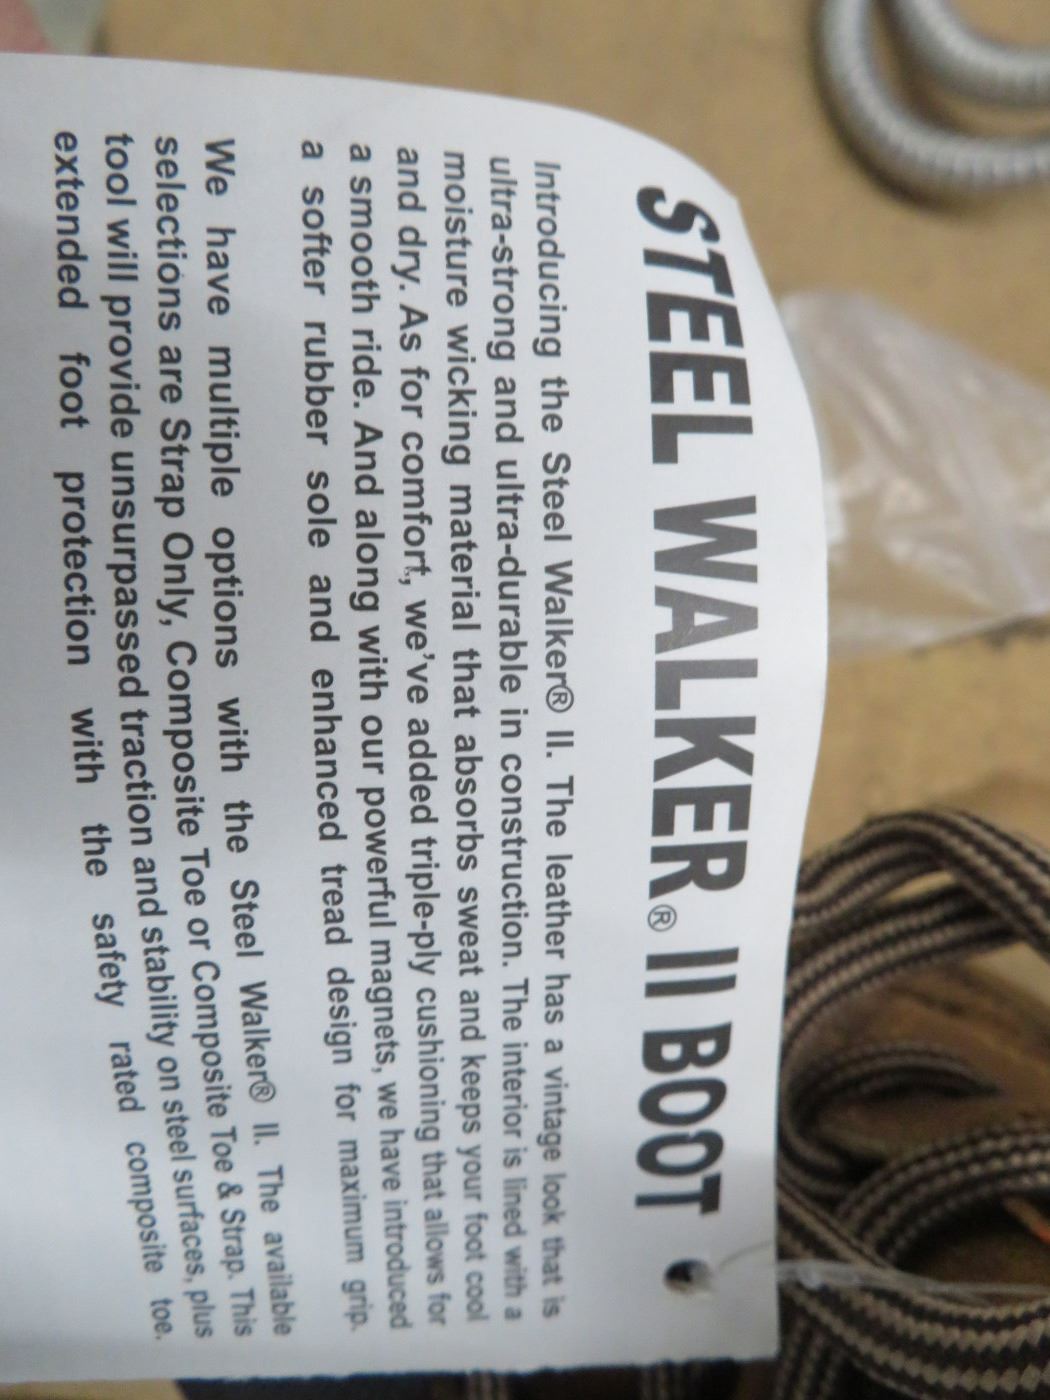 STEEL WALKER® II BOOT
Introducing the Steel Walker® II. The leather has a vintage look that is
ultra-strong and ultra-durable in construction. The interior is lined with a
moisture wicking material that absorbs sweat and keeps your foot cool
and dry. As for comfort, we've added triple-ply cushioning that allows for
a smooth ride. And along with our powerful magnets, we have introduced
a softer rubber sole and enhanced tread design for maximum grip.
We have multiple options with the Steel Walker® II. The available
selections are Strap Only, Composite Toe or Composite Toe & Strap. This
tool will provide unsurpassed traction and stability on steel surfaces, plus
extended foot protection with the safety rated composite toe.